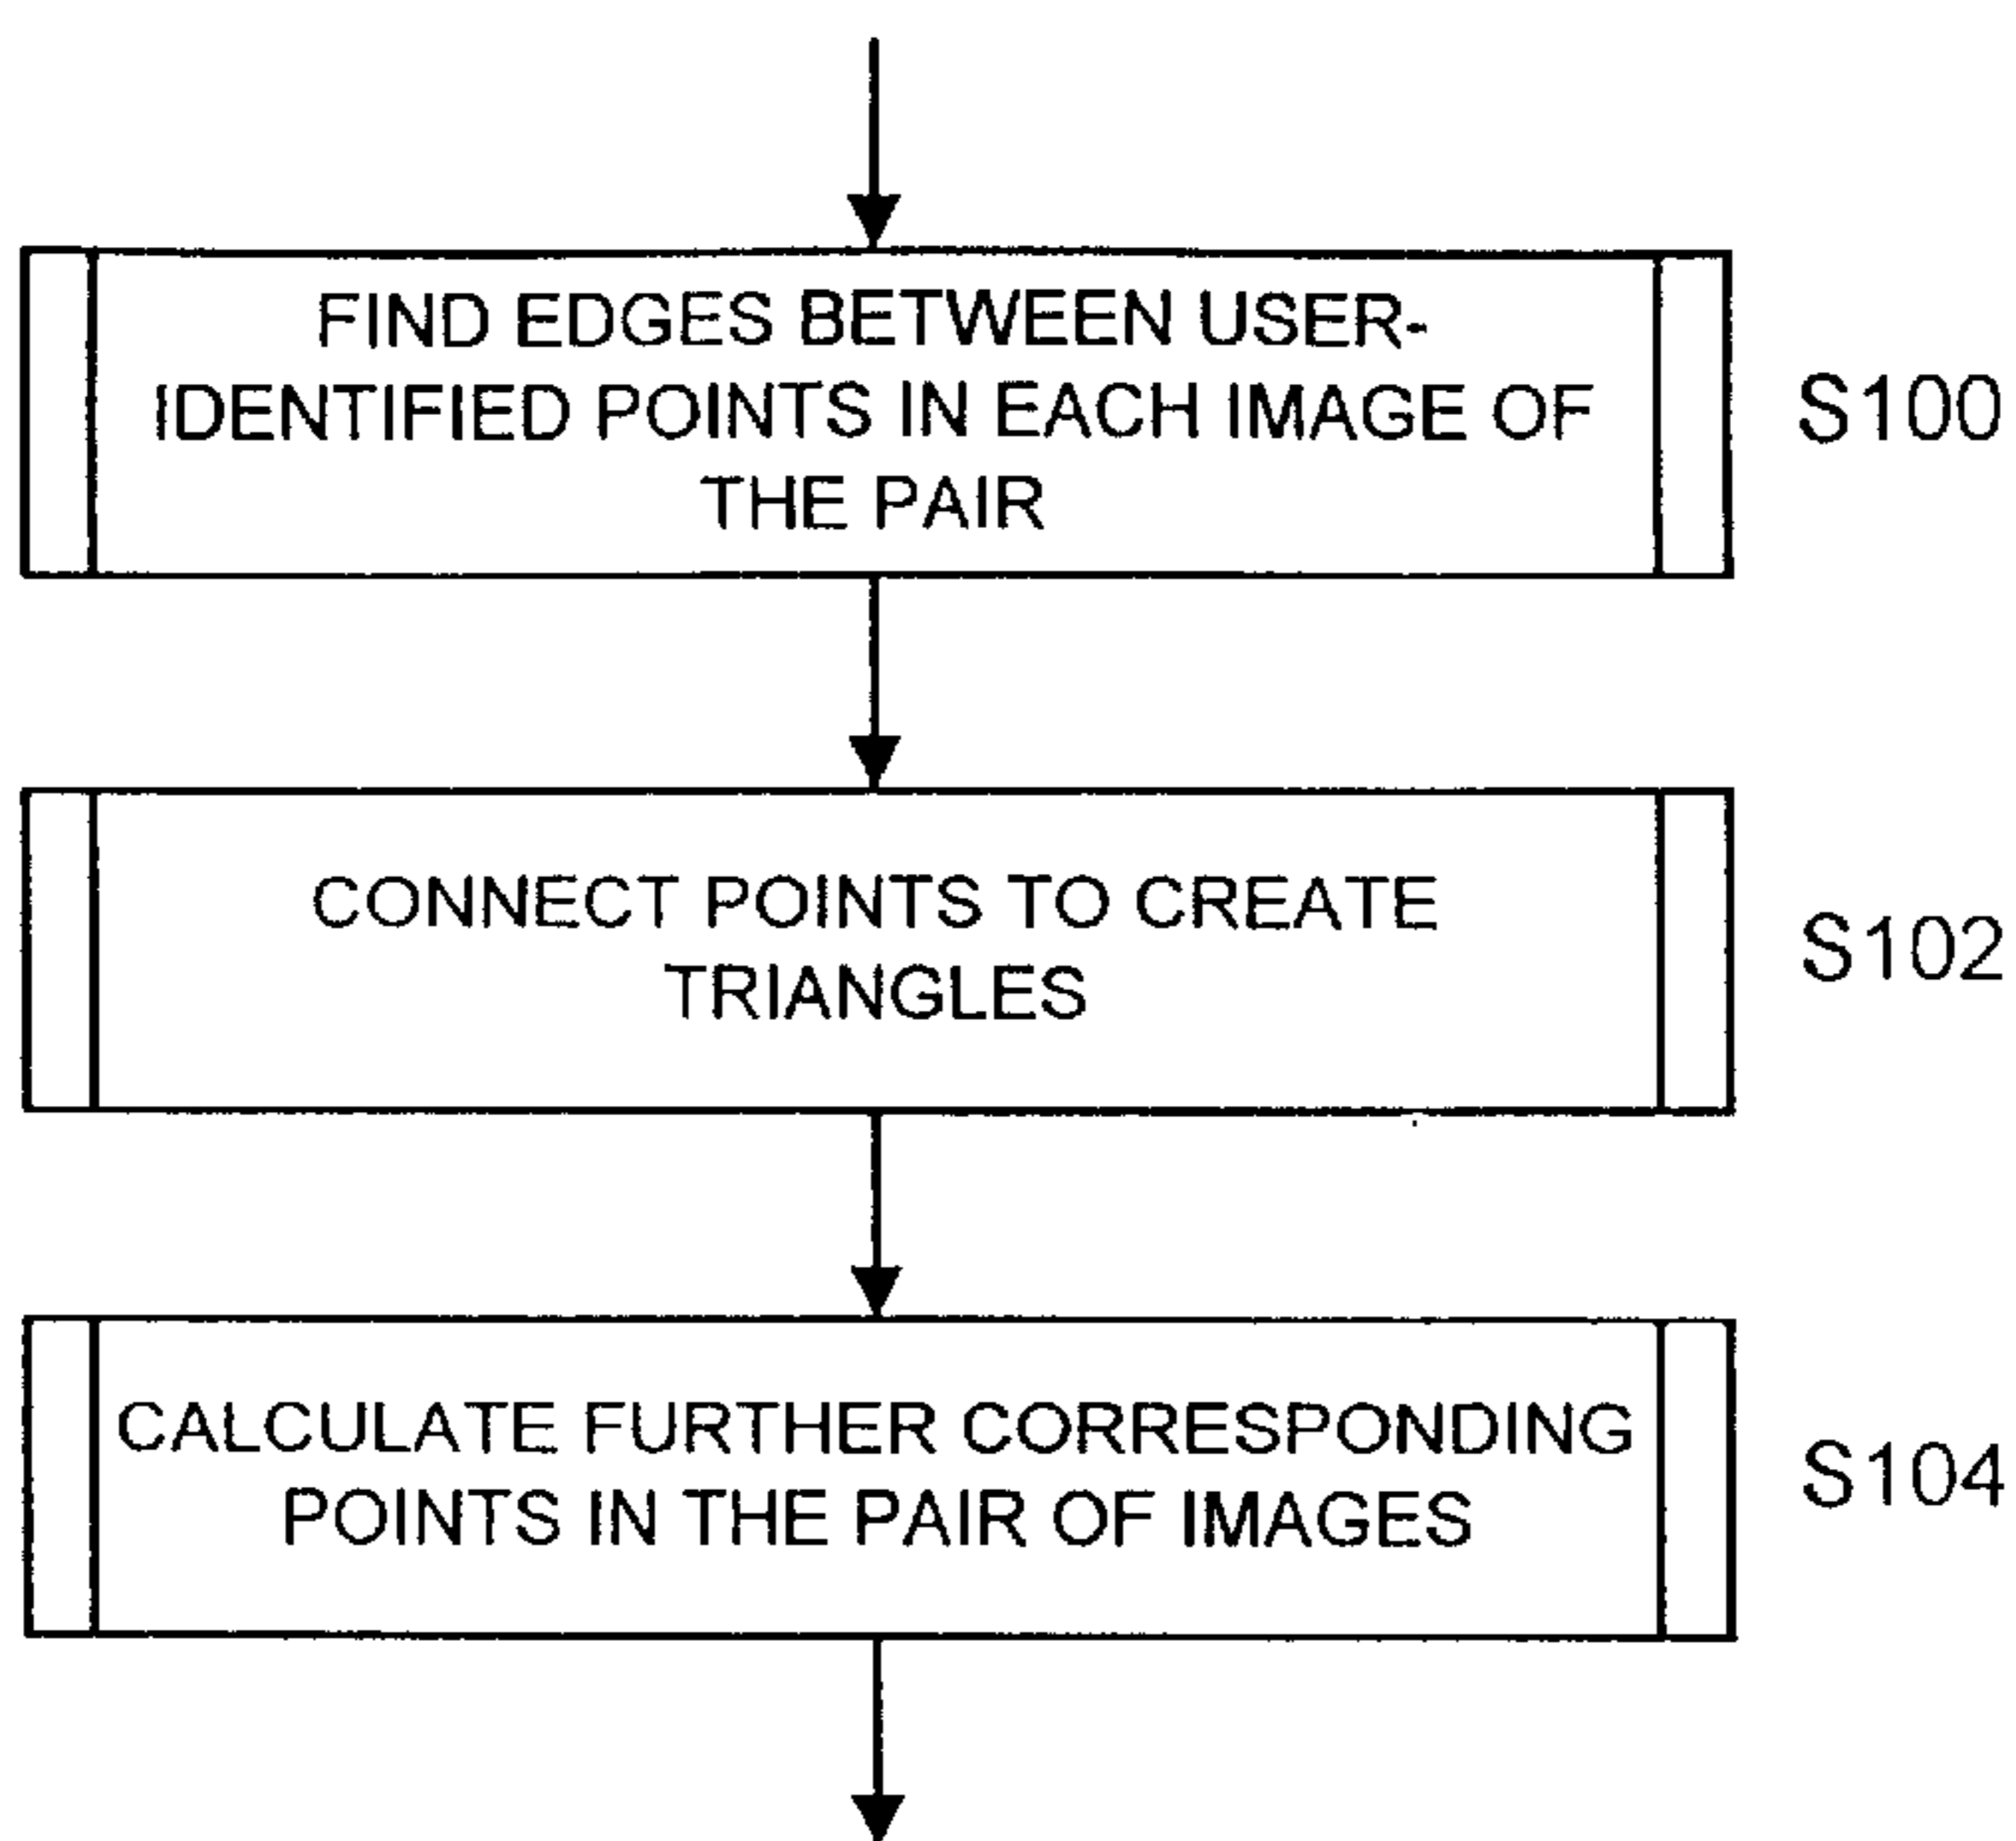 FIND EDGES BETWEEN USER-
IDENTIFIED POINTS IN EACH IMAGE OF
THE PAIR
S100
CONNECT POINTS TO CREATE
TRIANGLES
S102
CALCULATE FURTHER CORRESPONDING
POINTS IN THE PAIR OF IMAGES
S104